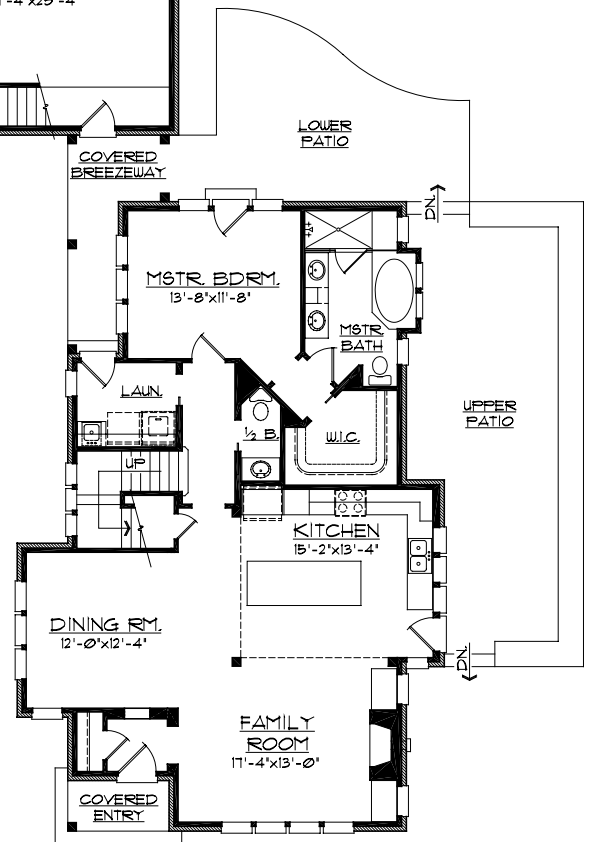 LOWER
PATIO
COVERED
BREEZEWAY
DN.
MSTR. BDRM.
13'-8"x11'-8"
MSTR.
BATH
LAUN.
UPPER
PATIO
1/2 B.
W.I.C.
UP
KITCHEN
15'-2"x13'-4"
DINING RM.
12'-0"x12'-4"
DN.
FAMILY
ROOM
17'-4"x13'-0"
COVERED
ENTRY